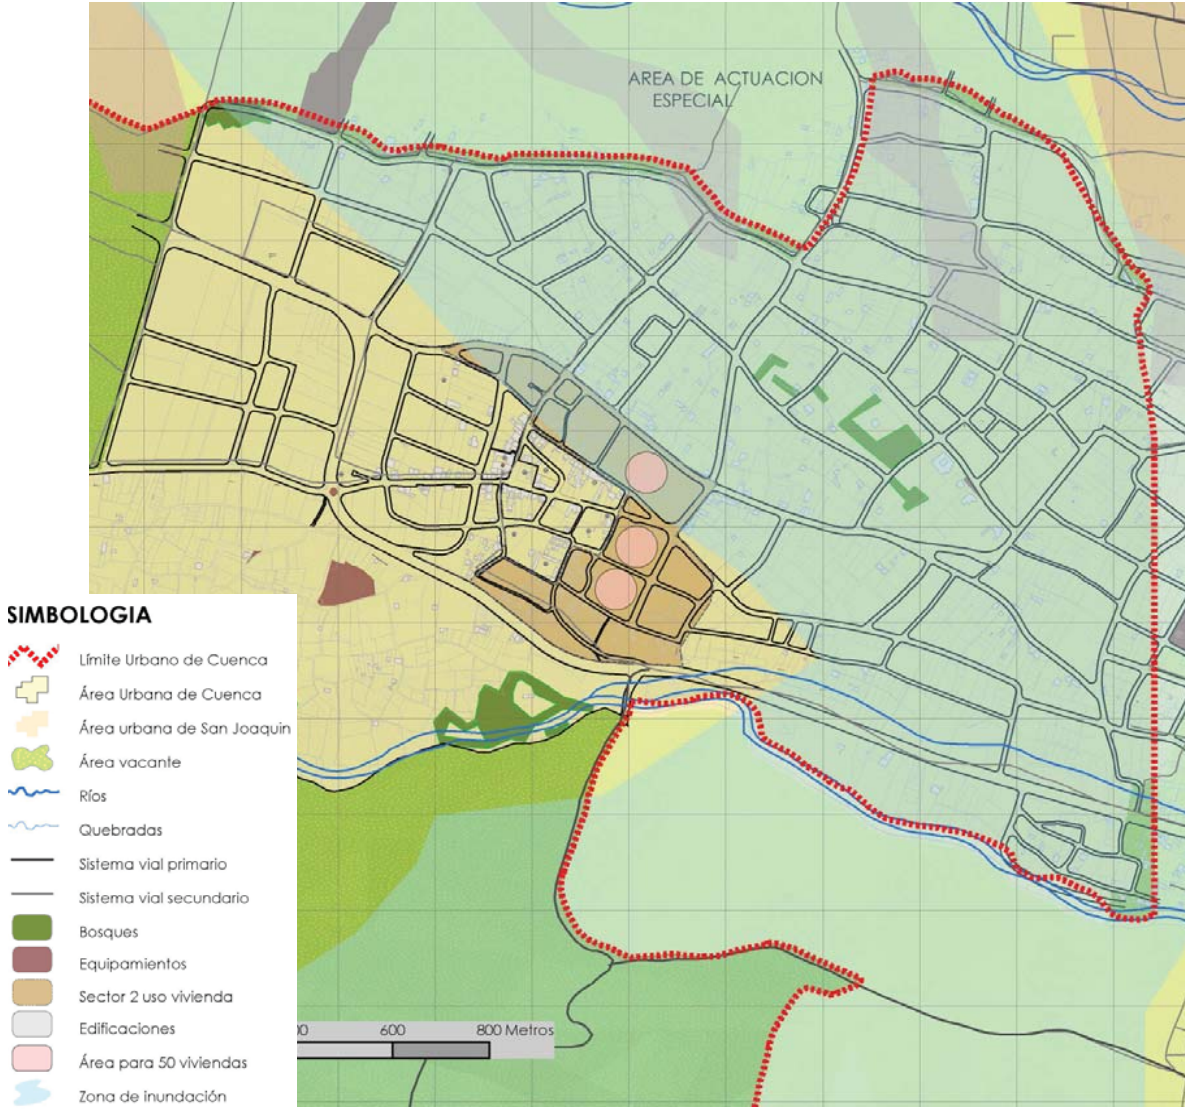 AREA DE ACTUACION
ESPECIAL
SIMBOLOGIA
Límite Urbano de Cuenca
Área Urbana de Cuenca
Área urbana de San Joaquin
Área vacante
Ríos
Quebradas
Sistema vial primario
Sistema vial secundario
Bosques
Equipamientos
Sector 2 uso vivienda
Edificaciones
Área para 50 viviendas
Zona de inundación
600 800 Metros